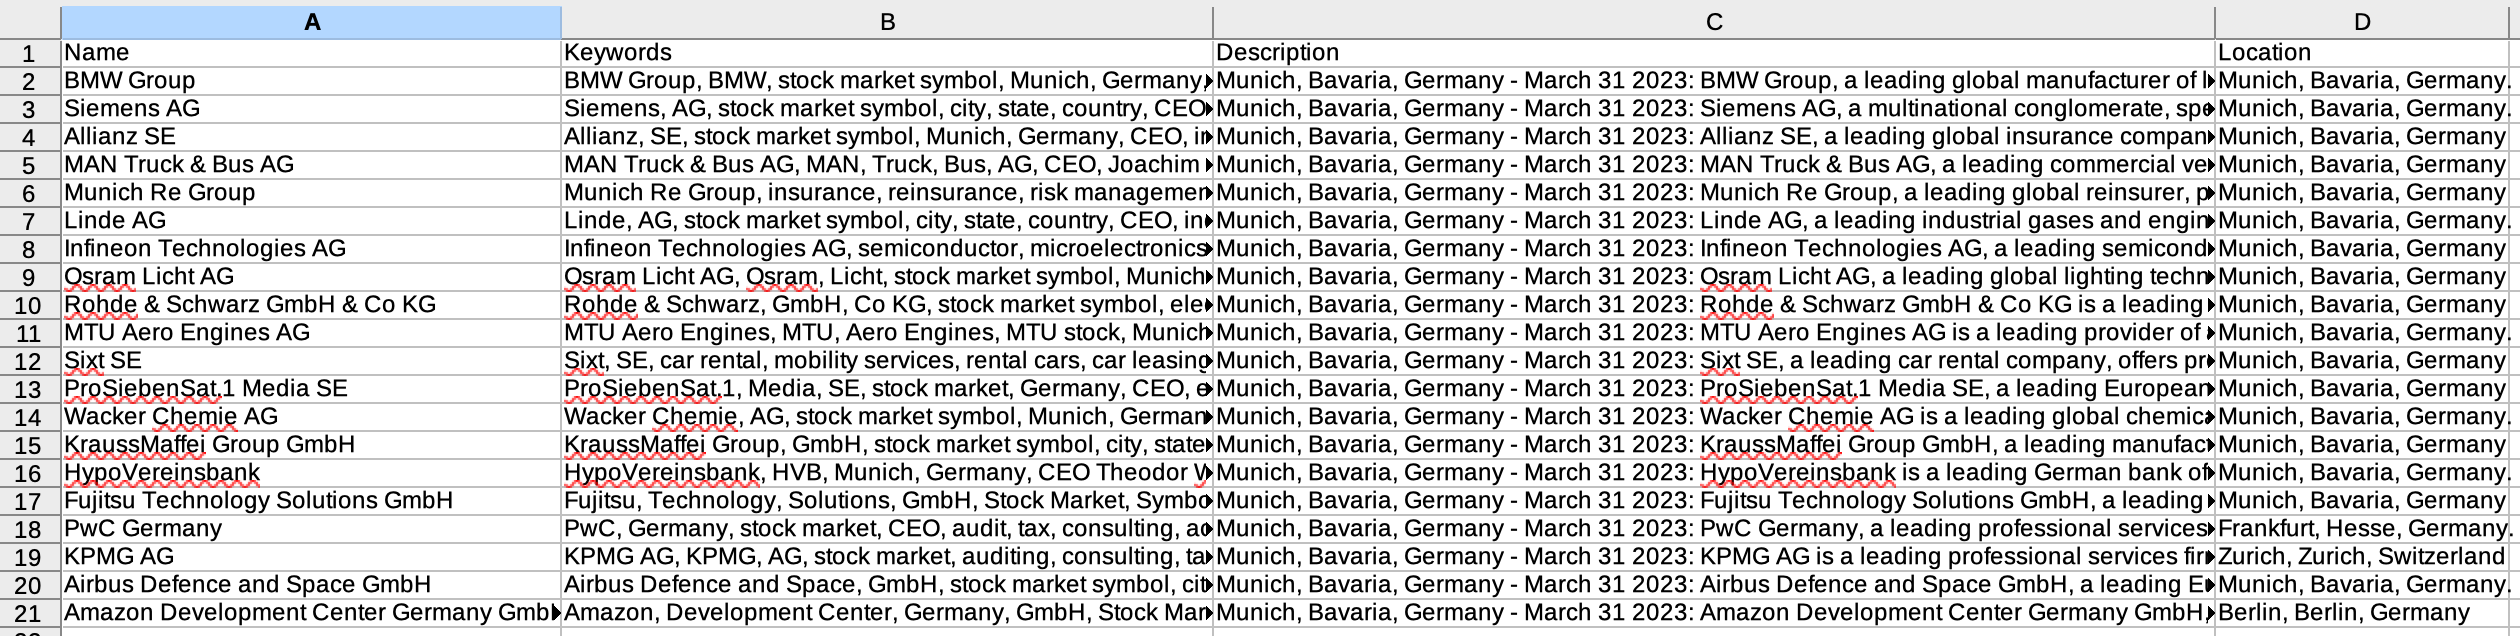 A B C D
1 Name Keywords Description Location
2 BMW Group BMW Group, BMW, stock market symbol, Munich, Germany, Munich, Bavaria, Germany - March 31 2023: BMW Group, a leading global manufacturer of Munich, Bavaria, Germany.
3 Siemens AG Siemens, AG, stock market symbol, city, state, country, CEO Munich, Bavaria, Germany - March 31 2023: Siemens AG, a multinational conglomerate, Munich, Bavaria, Germany
4 Allianz SE Allianz, SE, stock market symbol, Munich, Germany, CEO, Munich, Bavaria, Germany - March 31 2023: Allianz SE, a leading global insurance Munich, Bavaria, Germany
5 MAN Truck & Bus AG MAN Truck & Bus AG, MAN, Truck, Bus, AG, CEO, Joachim Munich, Bavaria, Germany - March 31 2023: MAN Truck & Bus AG, a leading commercial Munich, Bavaria, Germany
6 Munich Re Group Munich Re Group, insurance, reinsurance, risk Munich, Bavaria, Germany - March 31 2023: Munich Re Group, a leading global reinsurer, Munich, Bavaria, Germany
7 Linde AG Linde, AG, stock market symbol, city, state, country, CEO, Munich, Bavaria, Germany - March 31 2023: Linde AG, a leading industrial gases and Munich, Bavaria, Germany
8 Infineon Technologies AG Infineon Technologies AG, semiconductor, microelectronics Munich, Bavaria, Germany - March 31 2023: Infineon Technologies AG, a leading Munich, Bavaria, Germany
9 Osram Licht AG Osram Licht AG, Osram, Licht, stock market symbol, Munich Munich, Bavaria, Germany - March 31 2023: Osram Licht AG, a leading global lighting Munich, Bavaria, Germany
10 Rohde & Schwarz GmbH & Co KG Rohde & Schwarz, GmbH, Co KG, stock market symbol, Munich, Bavaria, Germany - March 31 2023: Rohde & Schwarz GmbH & Co KG is a leading Munich, Bavaria, Germany
11 MTU Aero Engines AG MTU Aero Engines, MTU, Aero Engines, MTU stock, Munich Munich, Bavaria, Germany - March 31 2023: MTU Aero Engines AG is a leading provider of Munich, Bavaria, Germany
12 Sixt SE Sixt, SE, car rental, mobility services, rental cars, car leasing Munich, Bavaria, Germany - March 31 2023: Sixt SE, a leading car rental company, offers Munich, Bavaria, Germany
13 ProSiebenSat.1 Media SE ProSiebenSat.1, Media, SE, stock market, Germany, CEO, Munich, Bavaria, Germany - March 31 2023: ProSiebenSat.1 Media SE, a leading European Munich, Bavaria, Germany
14 Wacker Chemie AG Wacker Chemie, AG, stock market symbol, Munich, German Munich, Bavaria, Germany - March 31 2023: Wacker Chemie AG is a leading global Munich, Bavaria, Germany
15 KraussMaffei Group GmbH KraussMaffei Group, GmbH, stock market symbol, city, state Munich, Bavaria, Germany - March 31 2023: KraussMaffei Group GmbH, a leading Munich, Bavaria, Germany
16 HypoVereinsbank HypoVereinsbank, HVB, Munich, Germany, CEO Theodor Munich, Bavaria, Germany - March 31 2023: HypoVereinsbank is a leading German bank Munich, Bavaria, Germany
17 Fujitsu Technology Solutions GmbH Fujitsu, Technology, Solutions, GmbH, Stock Market, Munich, Bavaria, Germany - March 31 2023: Fujitsu Technology Solutions GmbH, a leading Munich, Bavaria, Germany
18 PwC Germany PwC, Germany, stock market, CEO, audit, tax, consulting, Munich, Bavaria, Germany - March 31 2023: PwC Germany, a leading professional services Frankfurt, Hesse, Germany.
19 KPMG AG KPMG AG, KPMG, AG, stock market, auditing, consulting, Munich, Bavaria, Germany - March 31 2023: KPMG AG is a leading professional services Zurich, Zurich, Switzerland
20 Airbus Defence and Space GmbH Airbus Defence and Space, GmbH, stock market symbol, Munich, Bavaria, Germany - March 31 2023: Airbus Defence and Space GmbH, a leading Munich, Bavaria, Germany.
21 Amazon Development Center Germany Amazon, Development Center, Germany, GmbH, Stock Munich, Bavaria, Germany - March 31 2023: Amazon Development Center Germany GmbH, Berlin, Berlin, Germany